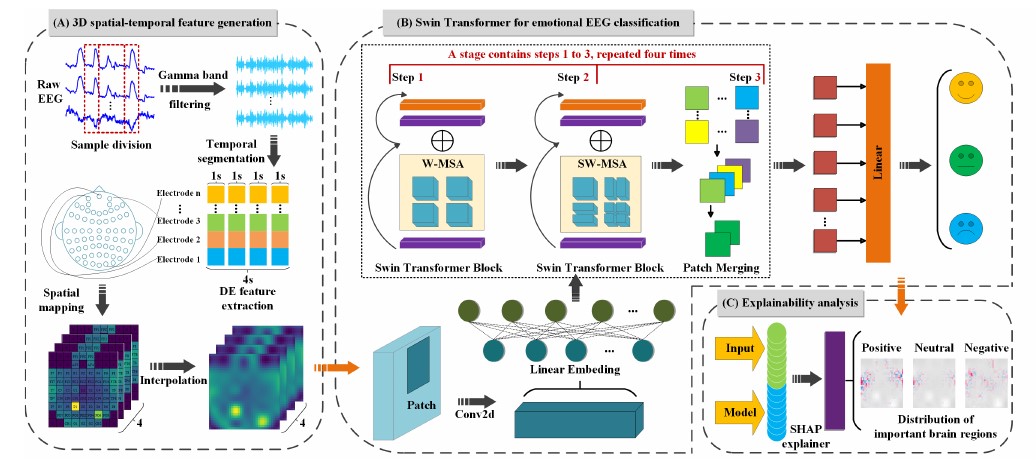 (A) 3D spatial-temporal feature generation
Raw
EEG
Gamma band
filtering
Sample division
Temporal
segmentation
1s 1s 1s 1s
Electrode n
Electrode 3
Electrode 2
Electrode 1
4s
DE feature
extraction
Spatial
mapping
Interpolation
4
4
(B) Swin Transformer for emotional EEG classification
A stage contains steps 1 to 3, repeated four times
Step 1
Step 2
Step 3
W-MSA
SW-MSA
Swin Transformer Block
Swin Transformer Block
Patch Merging
Linear
Patch
Conv2d
Linear Embeding
(C) Explainability analysis
Input
Model
SHAP
explainer
Positive Neutral Negative
Distribution of
important brain regions